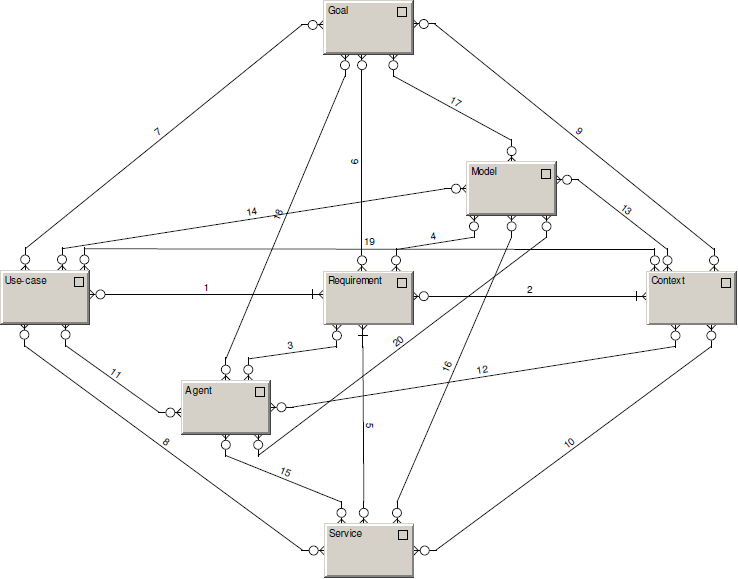 Goal
17
7
9
6
Model
18
14
13
4
19
Use-case
Requirement
Context
1
2
3
20
11
16
12
Agent
5
8
10
15
Service